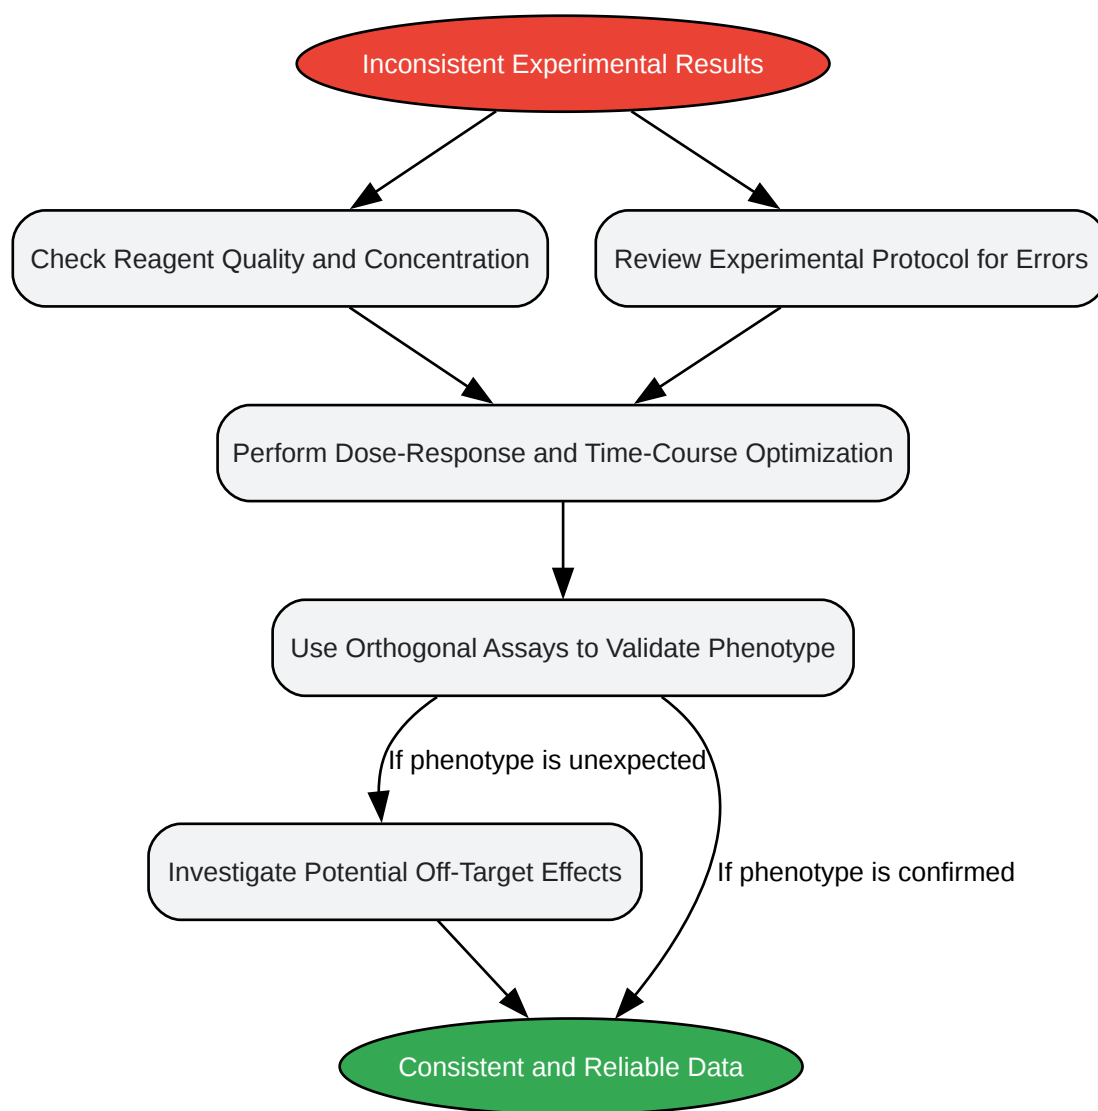 Inconsistent Experimental Results
Check Reagent Quality and Concentration
Review Experimental Protocol for Errors
Perform Dose-Response and Time-Course Optimization
Use Orthogonal Assays to Validate Phenotype
If phenotype is unexpected
Investigate Potential Off-Target Effects
If phenotype is confirmed
Consistent and Reliable Data